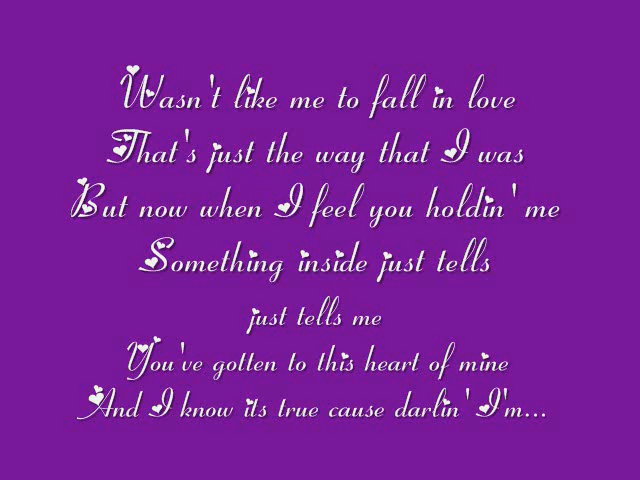 Wasn't like me to fall in love
That's just the way that I was
But now when I feel you holdin' me
Something inside just tells
just tells me
You've gotten to this heart of mine
And I know its true cause darlin' I'm...